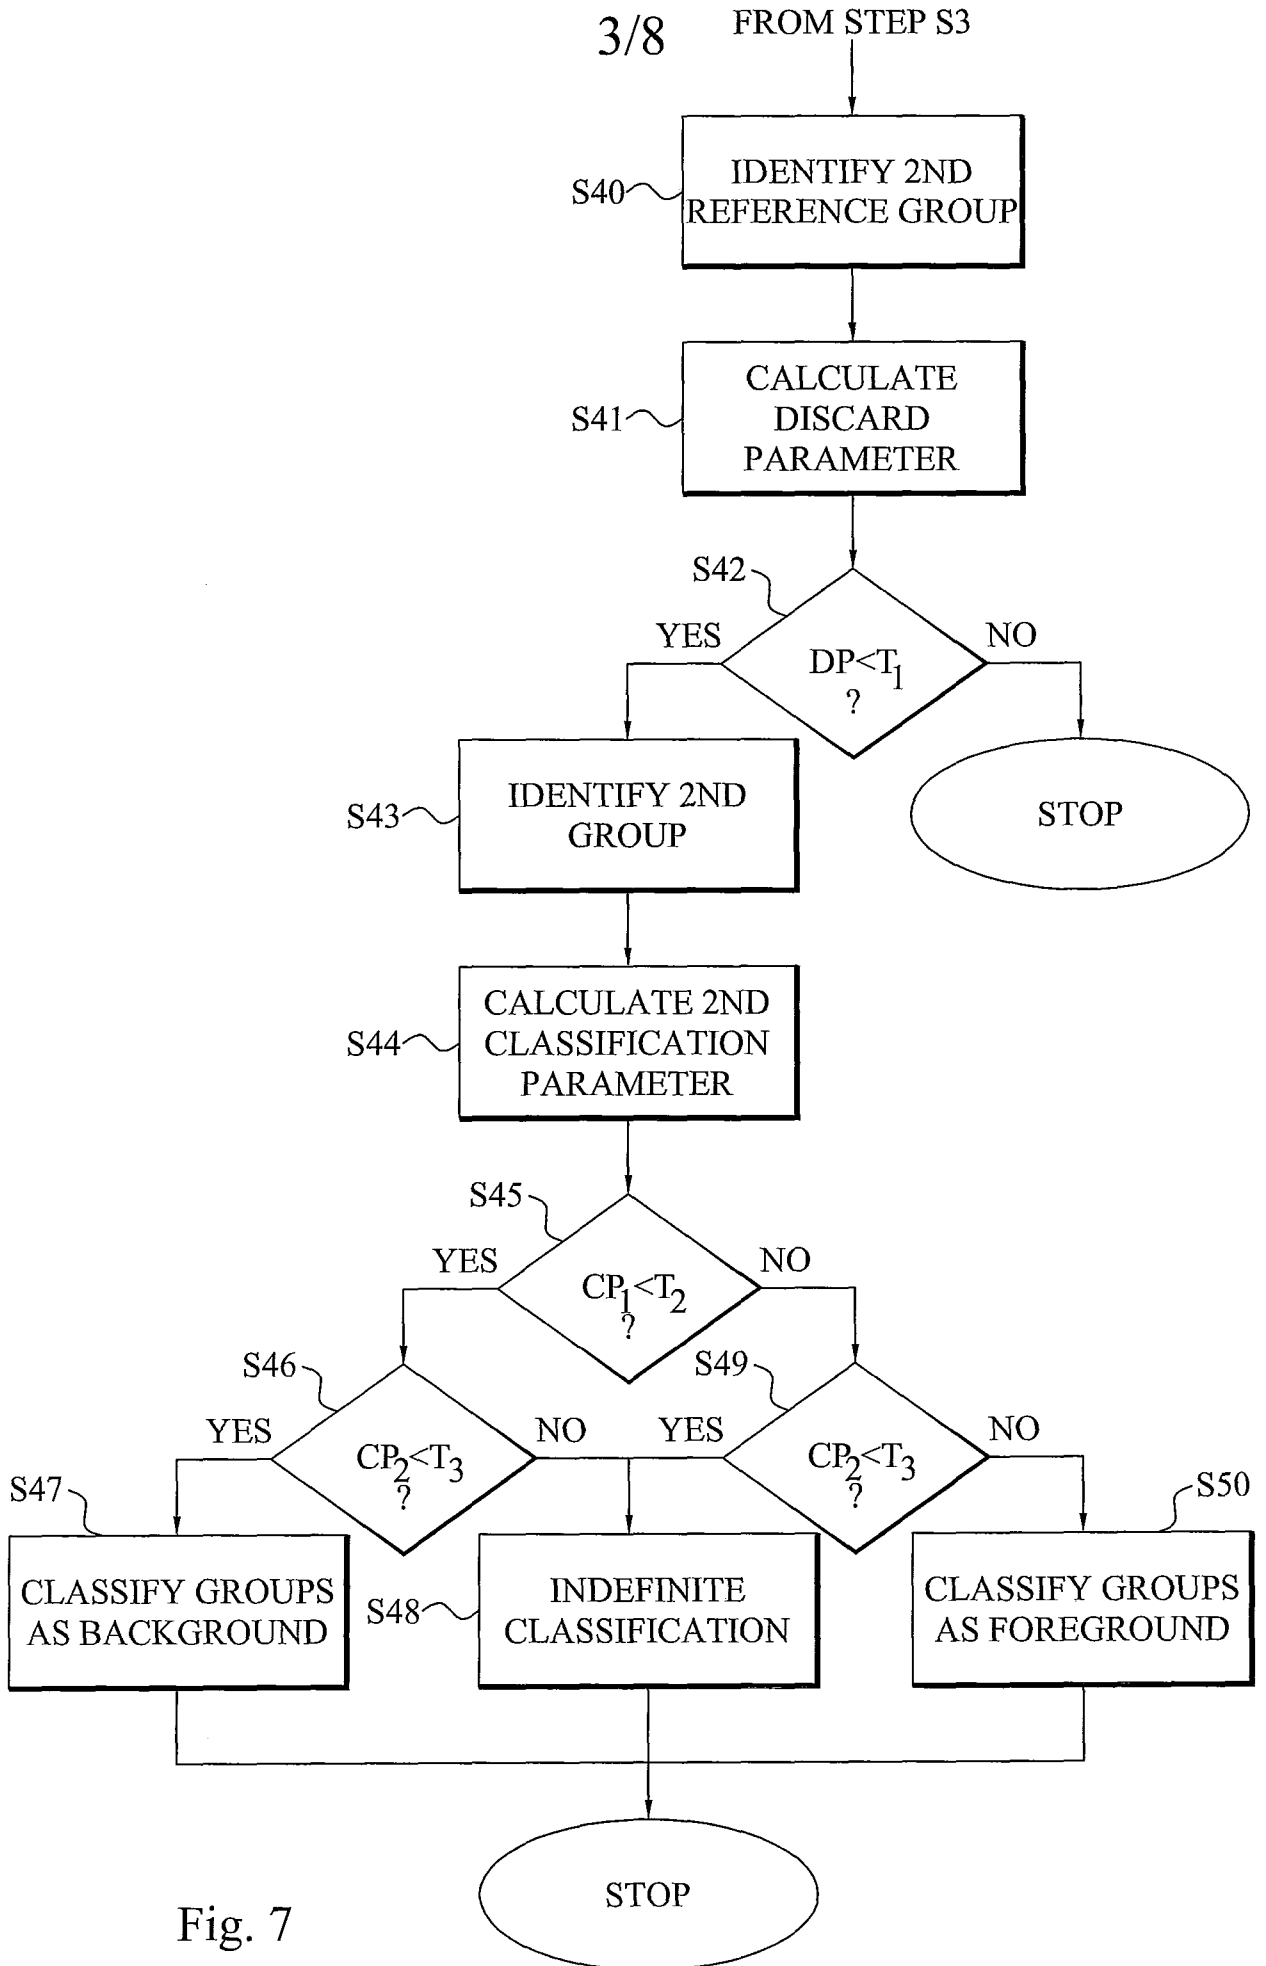 3/8
FROM STEP S3
S40
IDENTIFY 2ND
REFERENCE GROUP
S41
CALCULATE
DISCARD
PARAMETER
S42
YES
NO
DP<T1
?
S43
IDENTIFY 2ND
GROUP
STOP
S44
CALCULATE 2ND
CLASSIFICATION
PARAMETER
S45
YES
NO
CP1<T2
?
S46
YES
NO
CP2<T3
?
S49
YES
NO
CP2<T3
?
S47
CLASSIFY GROUPS
AS BACKGROUND
S48
INDEFINITE
CLASSIFICATION
S50
CLASSIFY GROUPS
AS FOREGROUND
STOP
Fig. 7